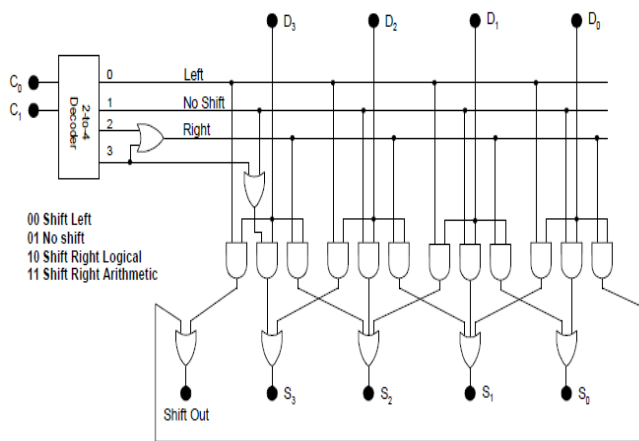 D3 D2 D1 D0
C0
C1
2-to-4
Decoder
0 Left
1 No Shift
2 Right
3
00 Shift Left
01 No shift
10 Shift Right Logical
11 Shift Right Arithmetic
Shift Out S3 S2 S1 S0